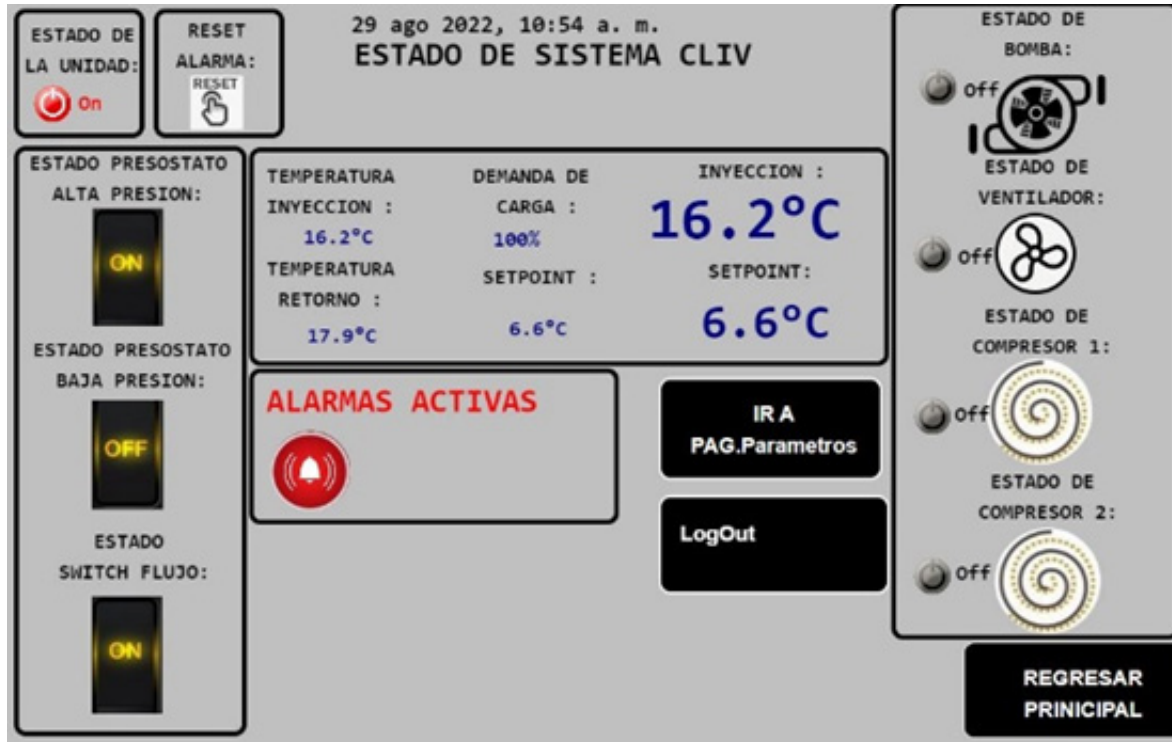 ESTADO DE
LA UNIDAD:
On
RESET
ALARMA:
RESET
29 ago 2022, 10:54 a. m.
ESTADO DE SISTEMA CLIV
ESTADO PRESOSTATO
ALTA PRESION:
ON
ESTADO PRESOSTATO
BAJA PRESION:
OFF
ESTADO
SWITCH FLUJO:
ON
TEMPERATURA
INYECCION :
16.2°C
TEMPERATURA
RETORNO :
17.9°C
DEMANDA DE
CARGA :
100%
SETPOINT :
6.6°C
INYECCION :
16.2°C
SETPOINT:
6.6°C
ALARMAS ACTIVAS
IR A
PAG.Parametros
LogOut
ESTADO DE
BOMBA:
Off
ESTADO DE
VENTILADOR:
Off
ESTADO DE
COMPRESOR 1:
Off
ESTADO DE
COMPRESOR 2:
Off
REGRESAR
PRINICIPAL